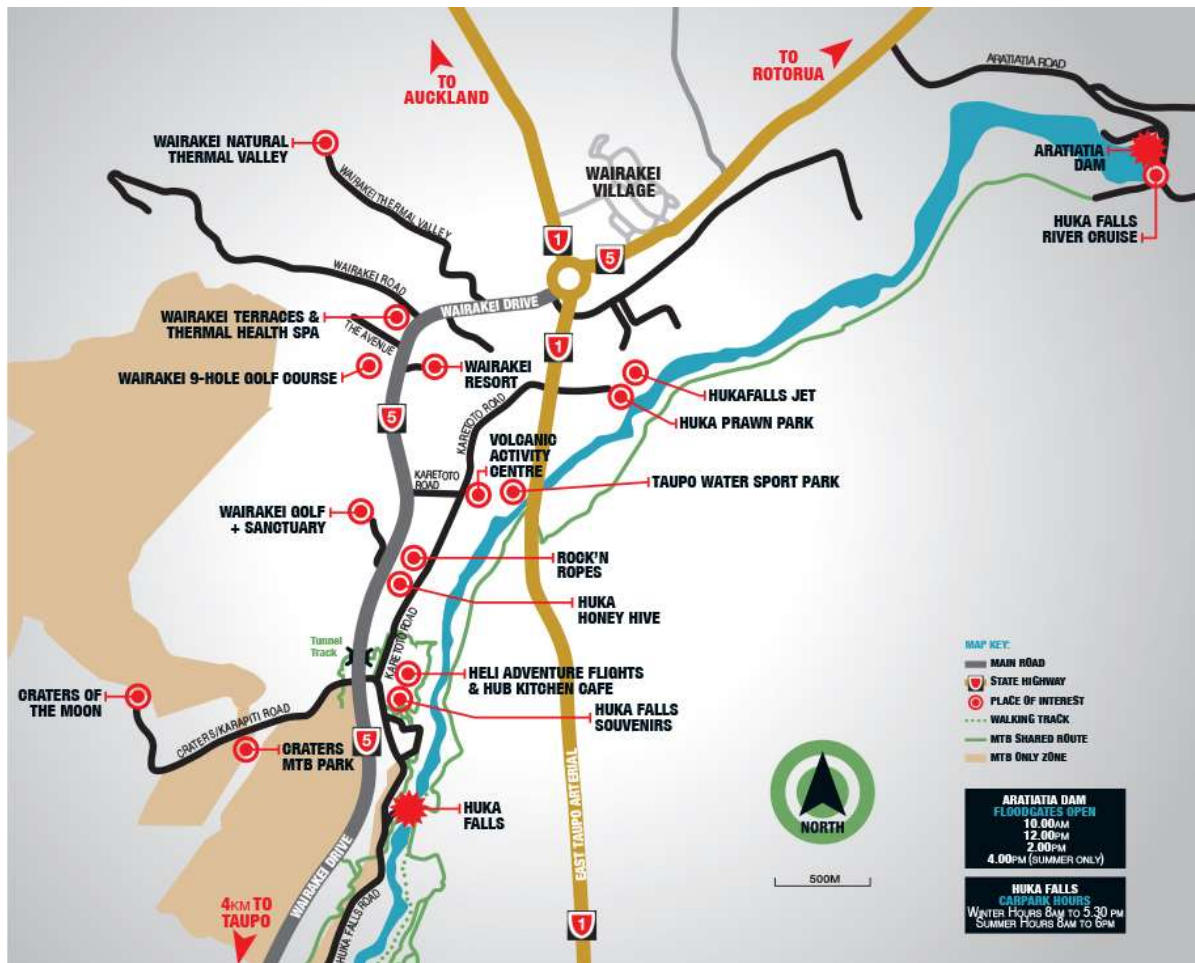 TO
AUCKLAND
TO
ROTORUA
ARATIATIA ROAD
WAIRAKEI NATURAL
THERMAL VALLEY
WAIRAKEI THERMAL VALLEY
WAIRAKEI
VILLAGE
ARATIATIA
DAM
HUKA FALLS
RIVER CRUISE
1
5
WAIRAKEI ROAD
WAIRAKEI DRIVE
WAIRAKEI TERRACES &
THERMAL HEALTH SPA
THE AVENUE
1
WAIRAKEI 9-HOLE GOLF COURSE
WAIRAKEI
RESORT
HUKAFALLS JET
HUKA PRAWN PARK
5
KARETOTO ROAD
VOLCANIC
ACTIVITY
CENTRE
KARETOTO
ROAD
TAUPO WATER SPORT PARK
WAIRAKEI GOLF
+ SANCTUARY
ROCK'N
ROPES
HUKA
HONEY HIVE
KARETOTO ROAD
Tunnel
Track
HELI ADVENTURE FLIGHTS
& HUB KITCHEN CAFE
HUKA FALLS
SOUVENIRS
CRATERS OF
THE MOON
CRATERS/KARAPITI ROAD
CRATERS
MTB PARK
5
HUKA
FALLS
EAST TAUPO ARTERIAL
1
WAIRAKEI DRIVE
HUKA FALLS ROAD
4KM TO
TAUPO
NORTH
500M
MAP KEY:
MAIN ROAD
1 STATE HIGHWAY
PLACE OF INTEREST
WALKING TRACK
MTB SHARED ROUTE
MTB ONLY ZONE
ARATIATIA DAM
FLOODGATES OPEN
10.00AM
12.00PM
2.00PM
4.00PM (SUMMER ONLY)
HUKA FALLS
CARPARK HOURS
WINTER HOURS 8AM TO 5.30 PM
SUMMER HOURS 8AM TO 6PM